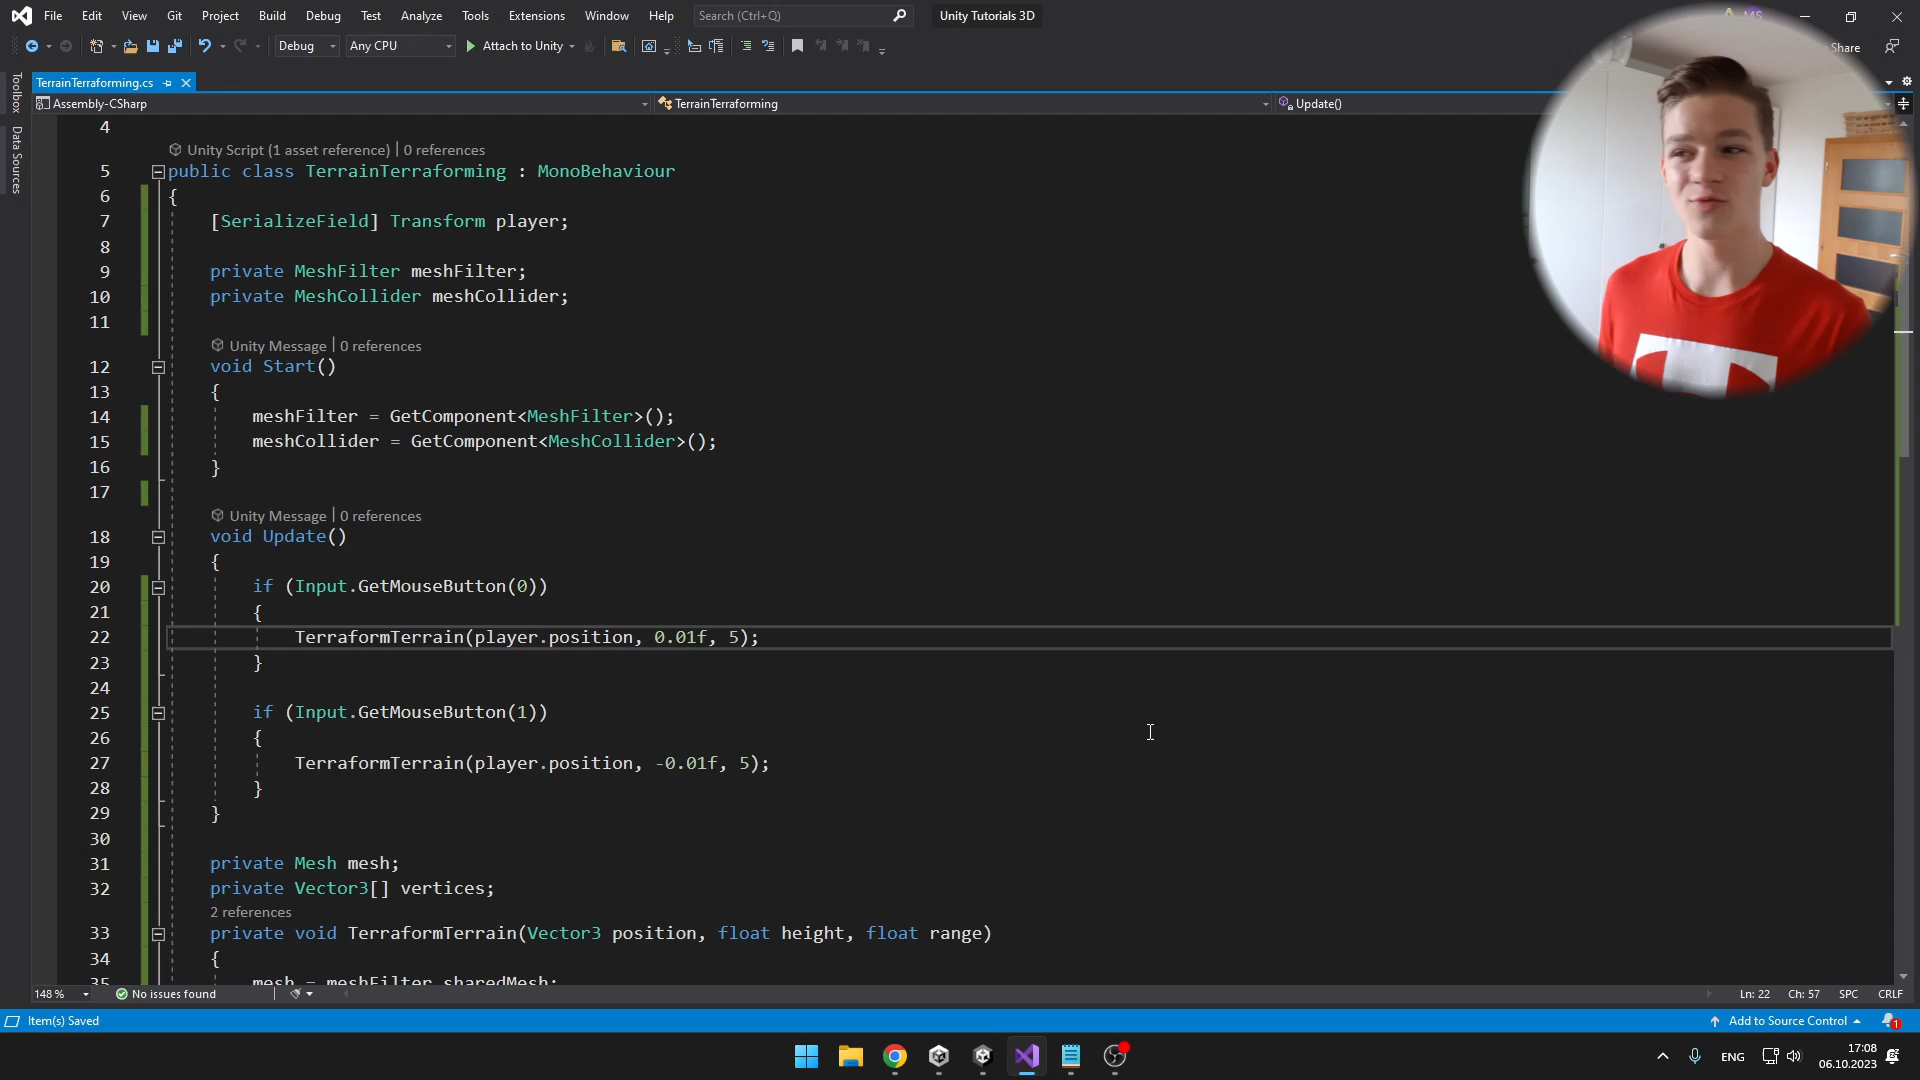 File Edit View Git Project Build Debug Test Analyze Tools Extensions Window Help Search (Ctrl+Q) Unity Tutorials 3D
Debug Any CPU Attach to Unity Share
Toolbox
Data Sources
TerrainTerraforming.cs
Assembly-CSharp TerrainTerraforming Update()
4
Unity Script (1 asset reference) | 0 references
5 public class TerrainTerraforming : MonoBehaviour
6 {
7 [SerializeField] Transform player;
8
9 private MeshFilter meshFilter;
10 private MeshCollider meshCollider;
11
Unity Message | 0 references
12 void Start()
13 {
14 meshFilter = GetComponent<MeshFilter>();
15 meshCollider = GetComponent<MeshCollider>();
16 }
17
Unity Message | 0 references
18 void Update()
19 {
20 if (Input.GetMouseButton(0))
21 {
22 TerraformTerrain(player.position, 0.01f, 5);
23 }
24
25 if (Input.GetMouseButton(1))
26 {
27 TerraformTerrain(player.position, -0.01f, 5);
28 }
29 }
30
31 private Mesh mesh;
32 private Vector3[] vertices;
2 references
33 private void TerraformTerrain(Vector3 position, float height, float range)
34 {
35 mesh = meshFilter.sharedMesh;
148 % No issues found Ln: 22 Ch: 57 SPC CRLF
Item(s) Saved Add to Source Control 1
ENG 17:08
06.10.2023